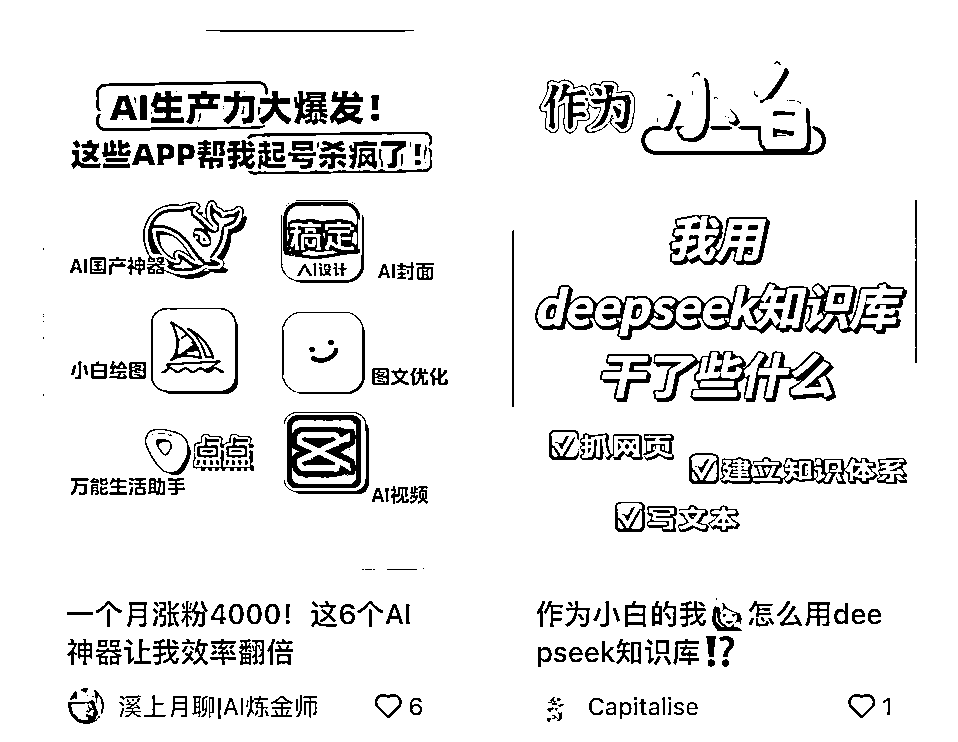 AI生产力大爆发！
这些APP帮我起号杀疯了！
AI国产神器
稿定
AI设计
AI封面
小白绘图
图文优化
点点
万能生活助手
AI视频
一个月涨粉4000！这6个AI
神器让我效率翻倍
溪上月聊|AI炼金师
6
作为小白
我用
deepseek知识库
干了些什么
抓网页
建立知识体系
写文本
作为小白的我怎么用dee
pseek知识库⁉️
Capitalise
1